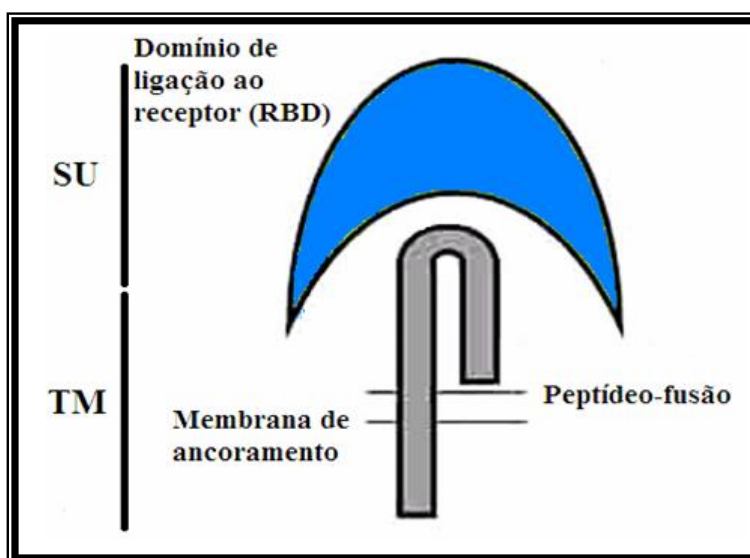 Domínio de
ligação ao
receptor (RBD)
SU
TM
Peptídeo-fusão
Membrana de
ancoramento